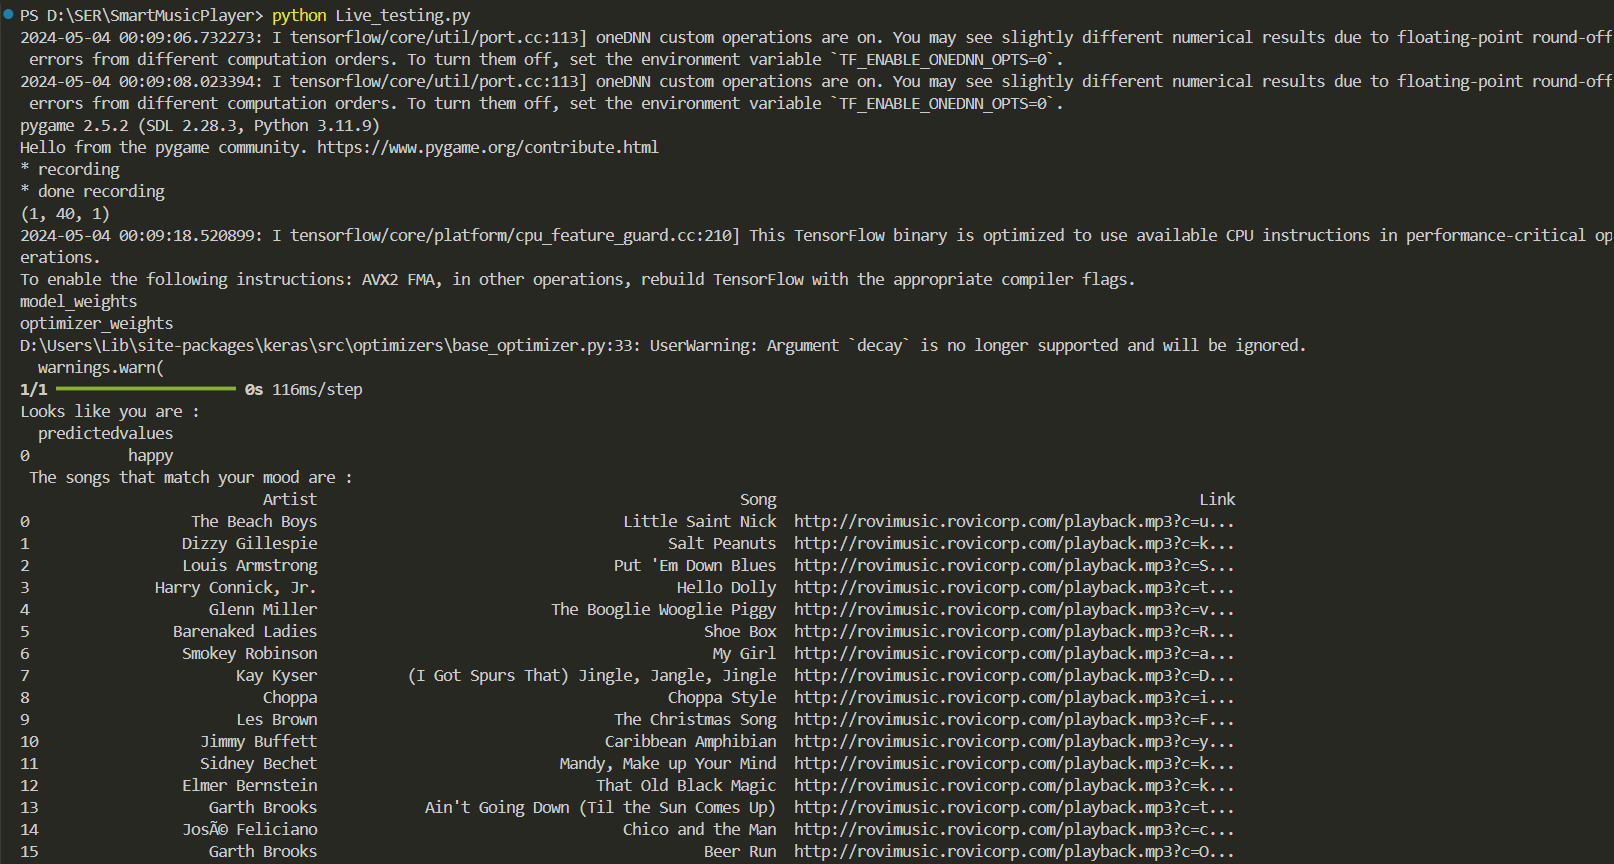 PS D:\SER\SmartMusicPlayer> python Live_testing.py
2024-05-04 00:09:06.732273: I tensorflow/core/util/port.cc:113] oneDNN custom operations are on. You may see slightly different numerical results due to floating-point round-off
errors from different computation orders. To turn them off, set the environment variable `TF_ENABLE_ONEDNN_OPTS=0`.
2024-05-04 00:09:08.023394: I tensorflow/core/util/port.cc:113] oneDNN custom operations are on. You may see slightly different numerical results due to floating-point round-off
errors from different computation orders. To turn them off, set the environment variable `TF_ENABLE_ONEDNN_OPTS=0`.
pygame 2.5.2 (SDL 2.28.3, Python 3.11.9)
Hello from the pygame community. https://www.pygame.org/contribute.html
* recording
* done recording
(1, 40, 1)
2024-05-04 00:09:18.520899: I tensorflow/core/platform/cpu_feature_guard.cc:210] This TensorFlow binary is optimized to use available CPU instructions in performance-critical op
erations.
To enable the following instructions: AVX2 FMA, in other operations, rebuild TensorFlow with the appropriate compiler flags.
model_weights
optimizer_weights
D:\Users\Lib\site-packages\keras\src\optimizers\base_optimizer.py:33: UserWarning: Argument `decay` is no longer supported and will be ignored.
warnings.warn(
1/1 0s 116ms/step
Looks like you are :
predictedvalues
0 happy
The songs that match your mood are :
Artist Song Link
0 The Beach Boys Little Saint Nick http://rovimusic.rovicorp.com/playback.mp3?c=u...
1 Dizzy Gillespie Salt Peanuts http://rovimusic.rovicorp.com/playback.mp3?c=k...
2 Louis Armstrong Put 'Em Down Blues http://rovimusic.rovicorp.com/playback.mp3?c=S...
3 Harry Connick, Jr. Hello Dolly http://rovimusic.rovicorp.com/playback.mp3?c=t...
4 Glenn Miller The Booglie Wooglie Piggy http://rovimusic.rovicorp.com/playback.mp3?c=v...
5 Barenaked Ladies Shoe Box http://rovimusic.rovicorp.com/playback.mp3?c=R...
6 Smokey Robinson My Girl http://rovimusic.rovicorp.com/playback.mp3?c=a...
7 Kay Kyser (I Got Spurs That) Jingle, Jangle, Jingle http://rovimusic.rovicorp.com/playback.mp3?c=D...
8 Choppa Choppa Style http://rovimusic.rovicorp.com/playback.mp3?c=i...
9 Les Brown The Christmas Song http://rovimusic.rovicorp.com/playback.mp3?c=F...
10 Jimmy Buffett Caribbean Amphibian http://rovimusic.rovicorp.com/playback.mp3?c=y...
11 Sidney Bechet Mandy, Make up Your Mind http://rovimusic.rovicorp.com/playback.mp3?c=k...
12 Elmer Bernstein That Old Black Magic http://rovimusic.rovicorp.com/playback.mp3?c=k...
13 Garth Brooks Ain't Going Down (Til the Sun Comes Up) http://rovimusic.rovicorp.com/playback.mp3?c=t...
14 JosÃ© Feliciano Chico and the Man http://rovimusic.rovicorp.com/playback.mp3?c=c...
15 Garth Brooks Beer Run http://rovimusic.rovicorp.com/playback.mp3?c=O...